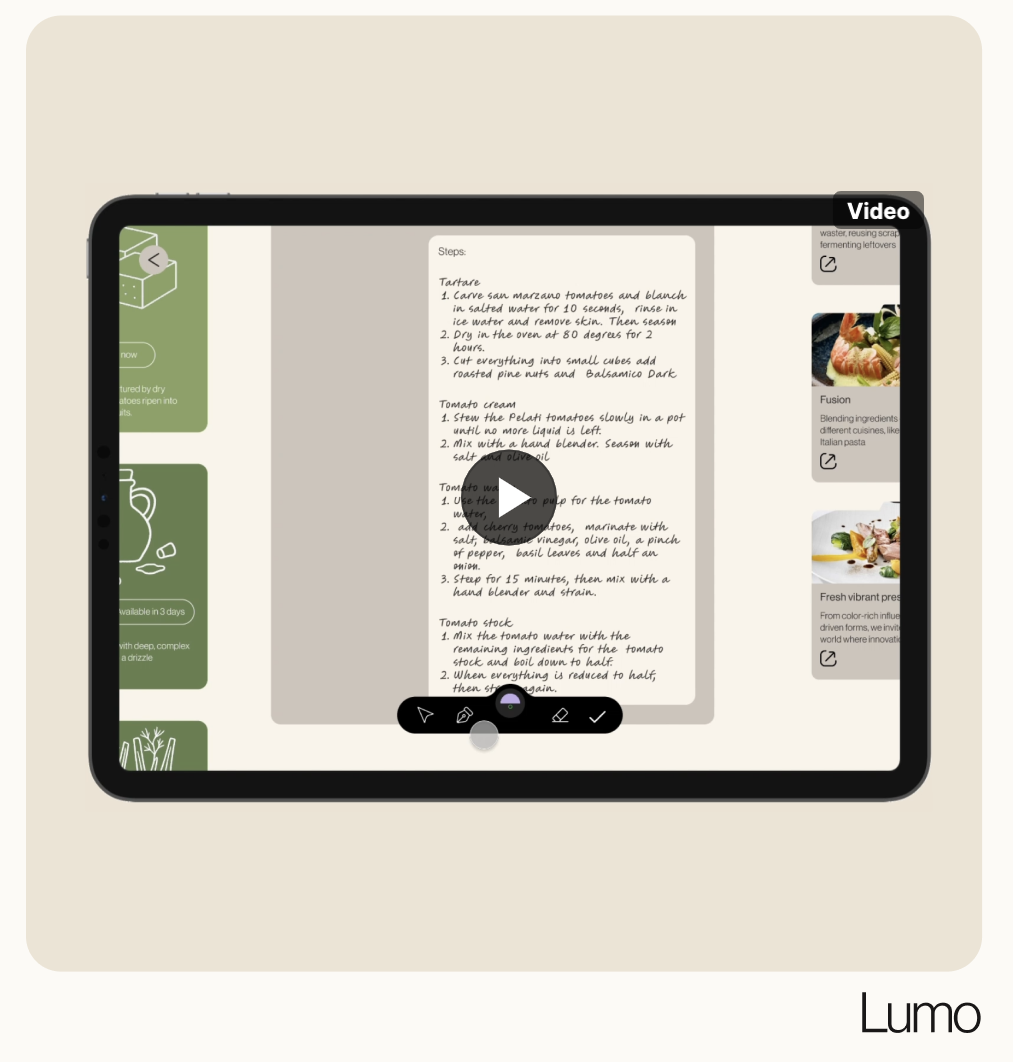 Video
now
tured by dry
atoes ripen into
uits.
vailable in 3 days
with deep, complex
a drizzle
Steps:
Tartare
1. Carve san marzano tomatoes and blanch
in salted water for 10 seconds, rinse in
ice water and remove skin. Then season
2. Dry in the oven at 80 degrees for 2
hours.
3. Cut everything into small cubes add
roasted pine nuts and Balsamico Dark
Tomato cream
1. Stew the Pelati tomatoes slowly in a pot
until no more liquid is left.
2. Mix with a hand blender. Season with
salt and olive oil
Tomato
1. Use the pulp for the tomato
water,
2. add cherry tomatoes, marinate with
salt, balsamic vinegar, olive oil, a pinch
of pepper, basil leaves and half an
onion.
3. Steep for 15 minutes, then mix with a
hand blender and strain.
Tomato stock
1. Mix the tomato water with the
remaining ingredients for the tomato
stock and boil down to half.
2. When everything is reduced to half,
then again.
waster, reusing scrap
fermenting leftovers
Fusion
Blending ingredients
different cuisines, like
Italian pasta
Fresh vibrant pres
From color-rich influe
driven forms, we invite
world where innovatio
Lumo